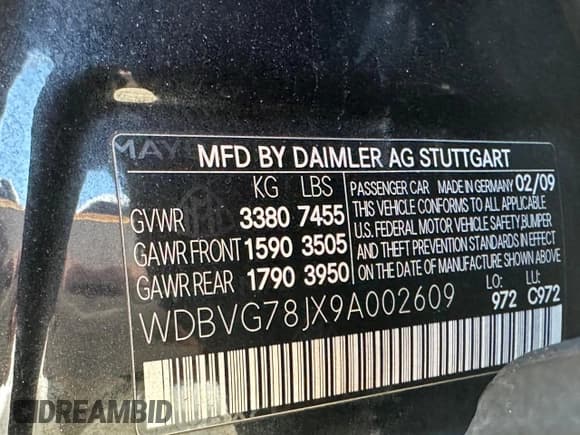 MAY
MFD BY DAIMLER AG STUTTGART
KG LBS
GVWR 3380 7455
GAWR FRONT 1590 3505
GAWR REAR 1790 3950
PASSENGER CAR MADE IN GERMANY 02/09
THIS VEHICLE CONFORMS TO ALL APPLICABLE
U.S. FEDERAL MOTOR VEHICLE SAFETY, BUMPER
AND THEFT PREVENTION STANDARDS IN EFFECT
ON THE DATE OF MANUFACTURE SHOWN ABOVE
LO: LU:
972 C972
WDBVG78JX9A002609
DREAMBID